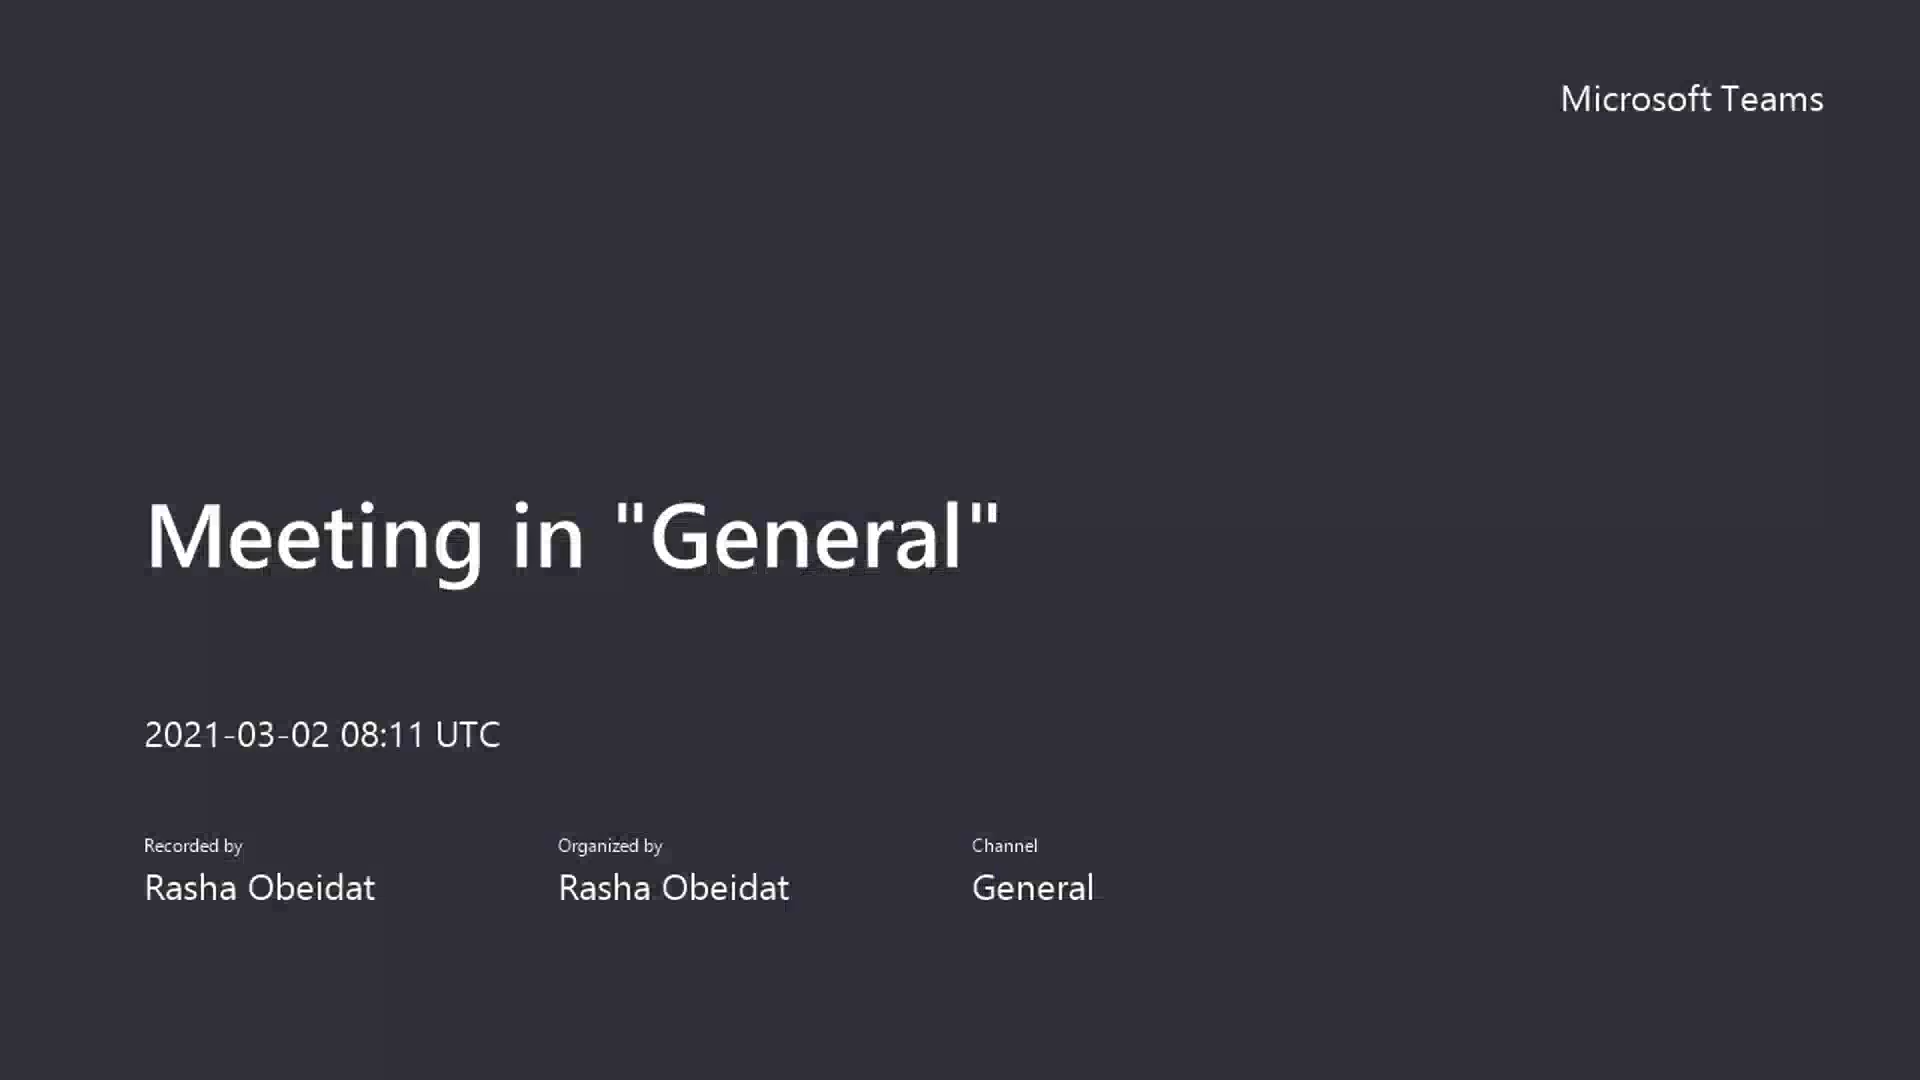 Microsoft Teams
Meeting in "General"
2021-03-02 08:11 UTC
Recorded by
Rasha Obeidat
Organized by
Rasha Obeidat
Channel
General